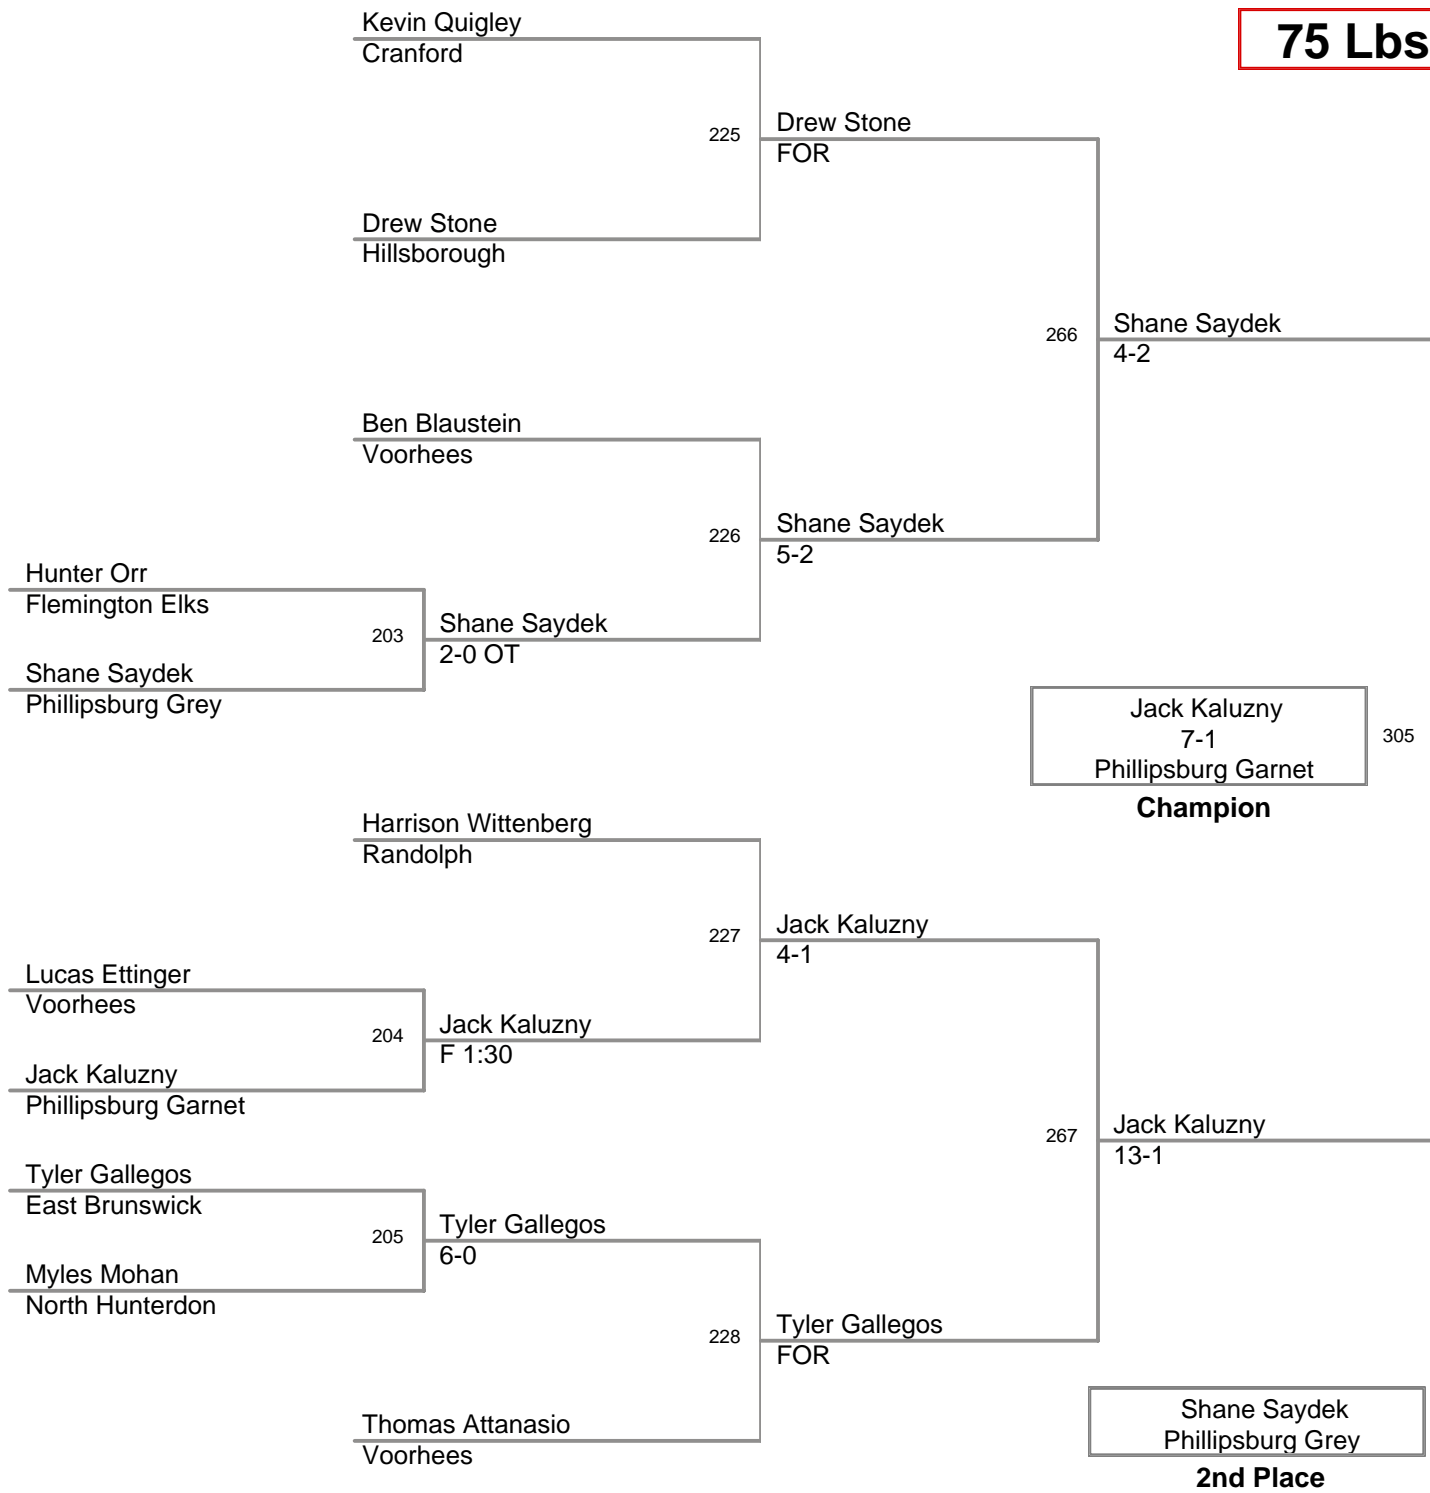 Kevin Quigley
Cranford
75 Lbs
225
Drew Stone
FOR
Drew Stone
Hillsborough
266
Shane Saydek
4-2
Ben Blaustein
Voorhees
226
Shane Saydek
5-2
Hunter Orr
Flemington Elks
203
Shane Saydek
2-0 OT
Shane Saydek
Phillipsburg Grey
Jack Kaluzny
7-1
Phillipsburg Garnet
305
Champion
Harrison Wittenberg
Randolph
227
Jack Kaluzny
4-1
Lucas Ettinger
Voorhees
204
Jack Kaluzny
F 1:30
Jack Kaluzny
Phillipsburg Garnet
267
Jack Kaluzny
13-1
Tyler Gallegos
East Brunswick
205
Tyler Gallegos
6-0
Myles Mohan
North Hunterdon
228
Tyler Gallegos
FOR
Thomas Attanasio
Voorhees
Shane Saydek
Phillipsburg Grey
2nd Place